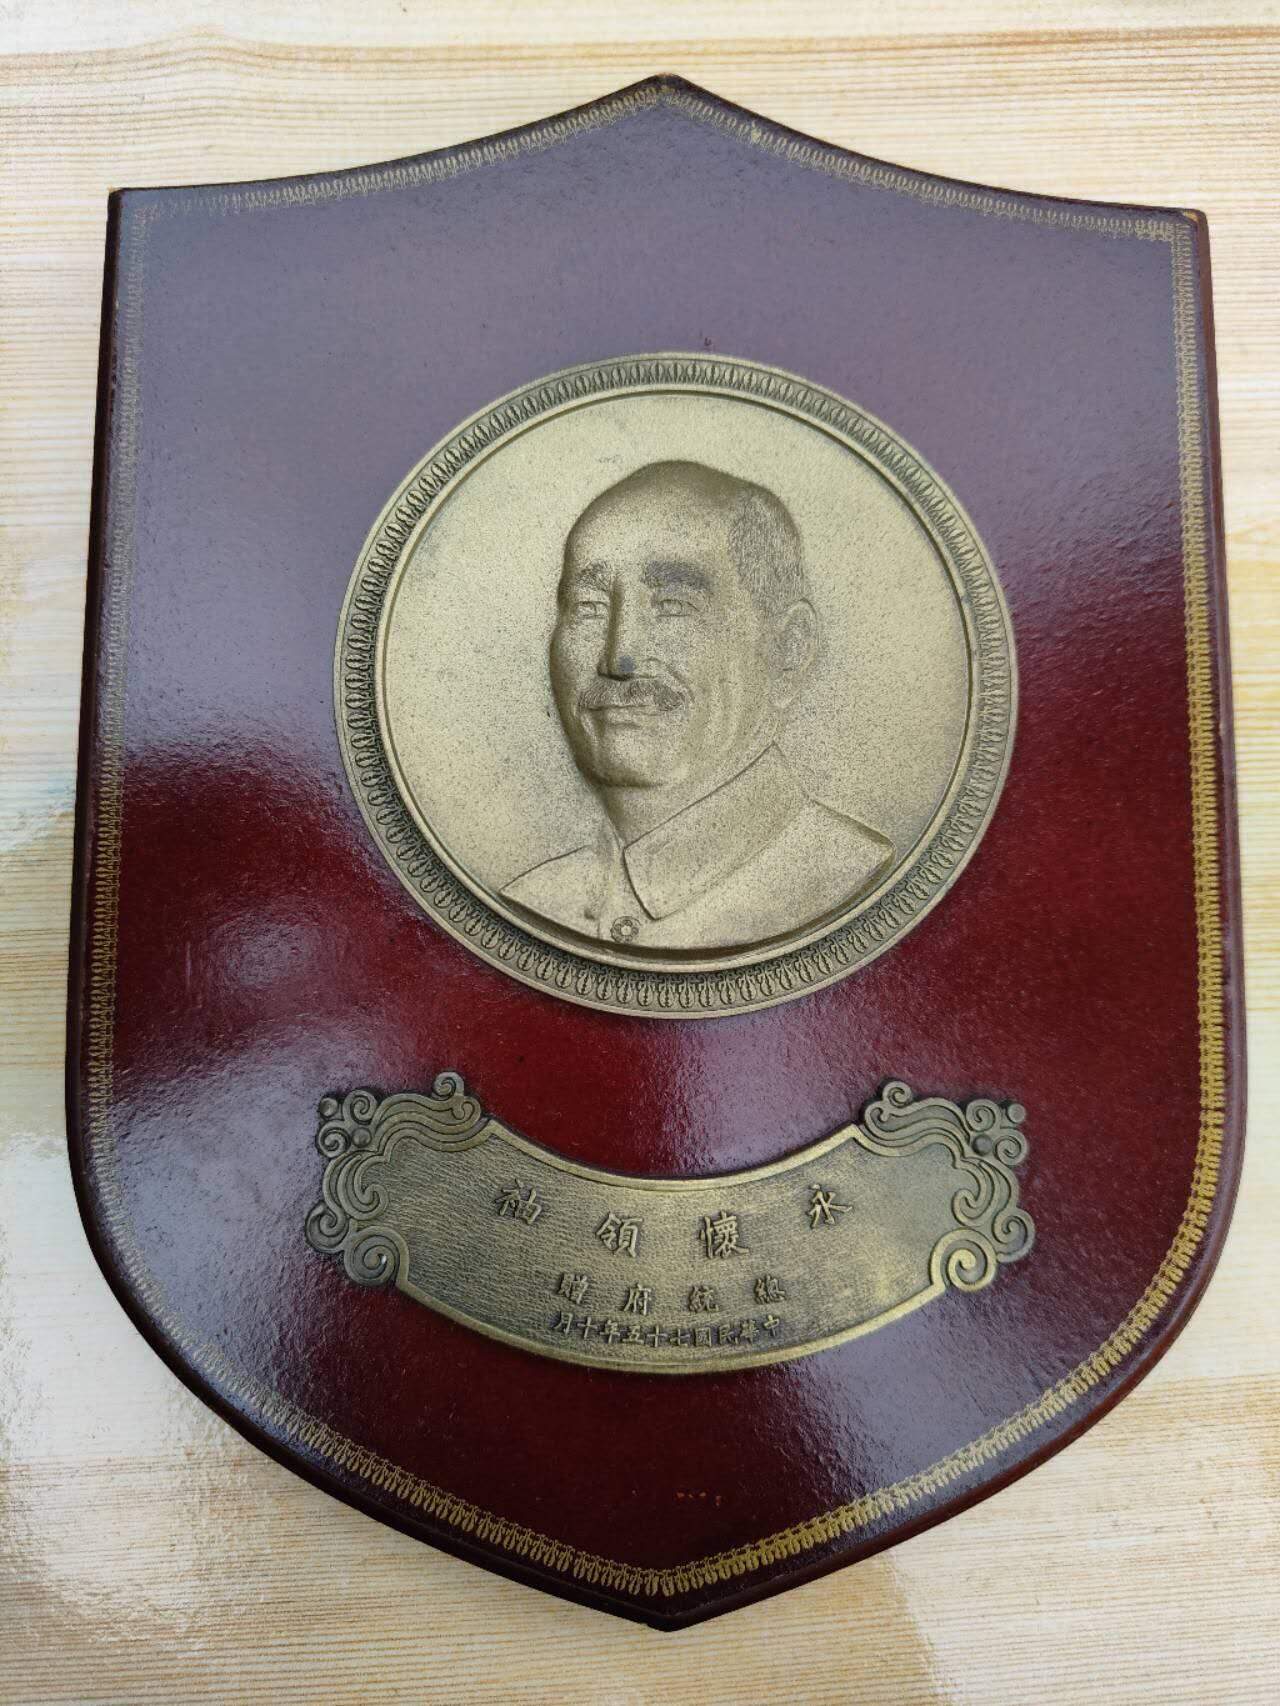 永懷領袖
總統府贈
中華民國七十五年十月